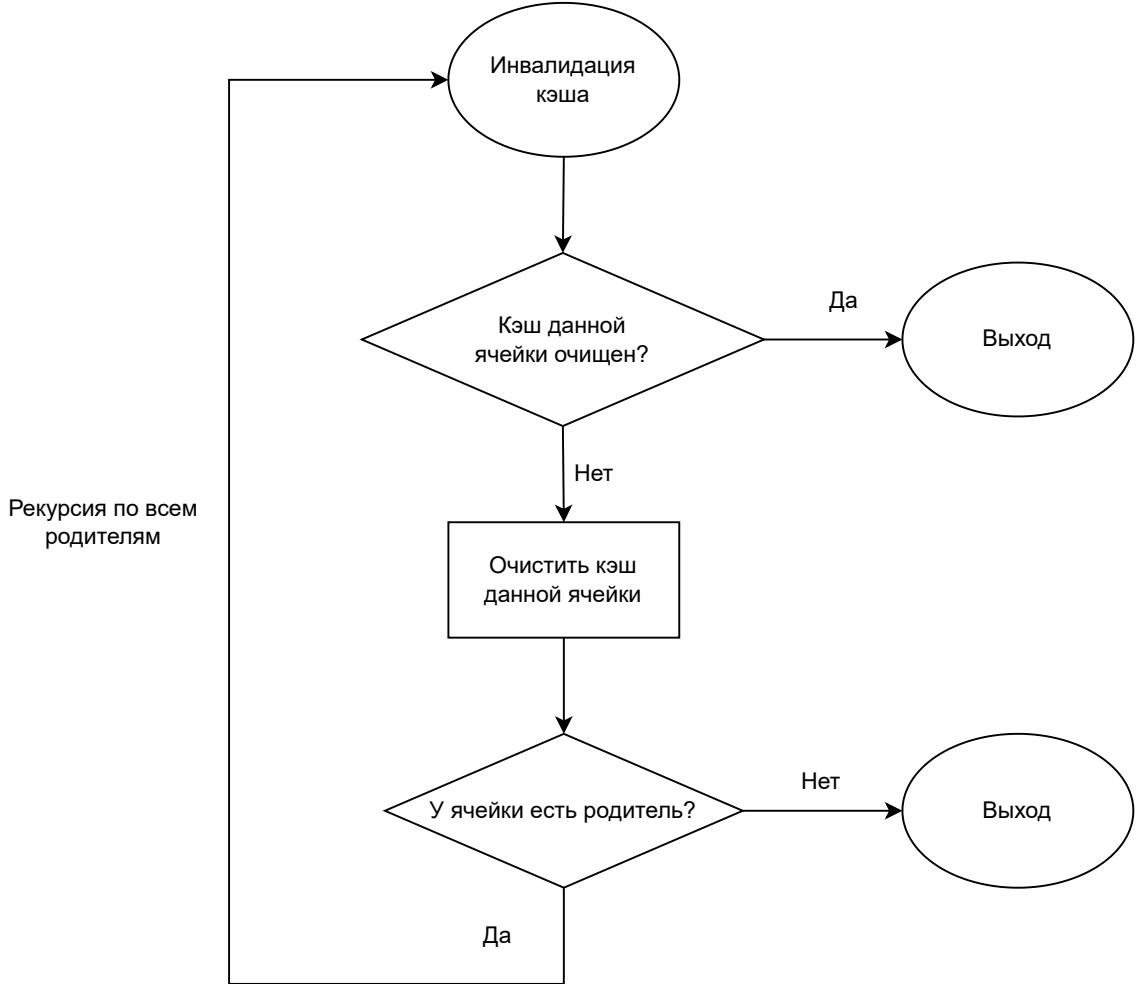 Инвалидация
кэша
Кэш данной
ячейки очищен?
Да
Выход
Нет
Рекурсия по всем
родителям
Очистить кэш
данной ячейки
У ячейки есть родитель?
Нет
Выход
Да